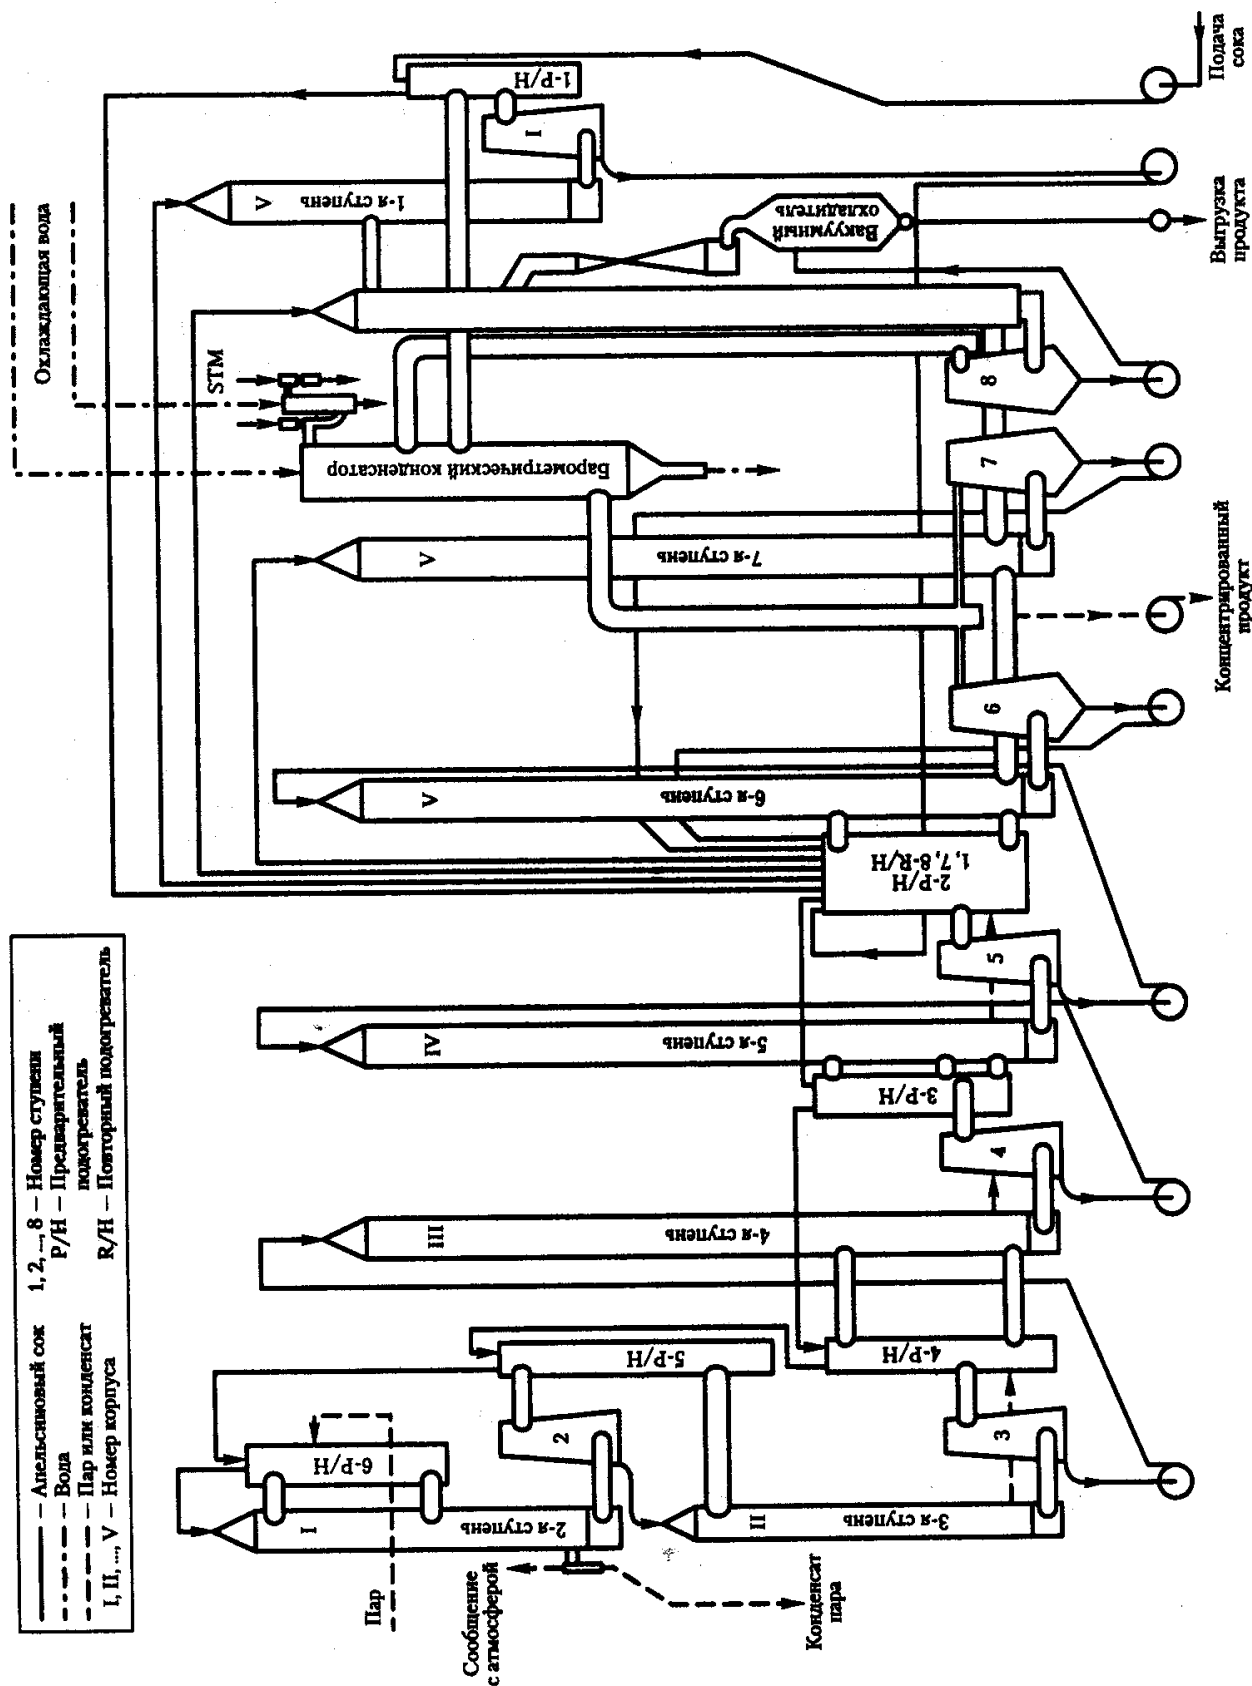 Апельсиновый сок
Вода
Пар или конденсат
I, II, ..., V — Номер корпуса
1, 2, ..., 8 — Номер ступени
P/H — Предварительный
подогреватель
R/H — Повторный подогреватель
Охлаждающая вода
STM
Пар
Сообщение
с атмосферой
Конденсат
пара
Концентрированный
продукт
Выгрузка
продукта
Подача
сока
I
2-я ступень
6-P/H
2
II
3-я ступень
5-P/H
3
4-P/H
III
4-я ступень
4
3-P/H
IV
5-я ступень
5
2-P/H
1, 7, 8-R/H
V
6-я ступень
6
V
7-я ступень
7
Барометрический конденсатор
8
Вакуумный
охладитель
V
1-я ступень
I
1-P/H